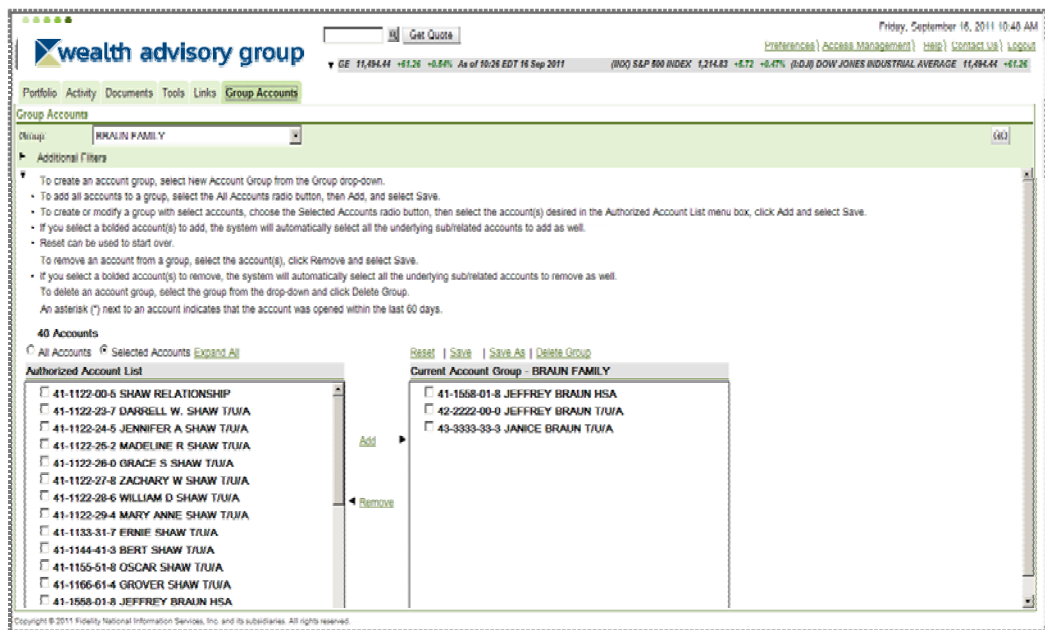 Friday, September 16, 2011 10:48 AM
Get Quote
Preferences | Access Management | Help | Contact Us | Logout
wealth advisory group
▼ GE 11,494.44 +61.26 +0.54% As of 10:26 EDT 16 Sep 2011 (INX) S&P 500 INDEX 1,214.83 +5.72 +0.47% (I:DJI) DOW JONES INDUSTRIAL AVERAGE 11,494.44 +61.26
Portfolio Activity Documents Tools Links Group Accounts
Group Accounts
Group: BRAUN FAMILY
Additional Filters
To create an account group, select New Account Group from the Group drop-down.
• To add all accounts to a group, select the All Accounts radio button, then Add, and select Save.
• To create or modify a group with select accounts, choose the Selected Accounts radio button, then select the account(s) desired in the Authorized Account List menu box, click Add and select Save.
• If you select a bolded account(s) to add, the system will automatically select all the underlying sub/related accounts to add as well.
• Reset can be used to start over.
To remove an account from a group, select the account(s), click Remove and select Save.
• If you select a bolded account(s) to remove, the system will automatically select all the underlying sub/related accounts to remove as well.
To delete an account group, select the group from the drop-down and click Delete Group.
An asterisk (*) next to an account indicates that the account was opened within the last 60 days.
40 Accounts
All Accounts Selected Accounts Expand All
Reset | Save | Save As | Delete Group
Authorized Account List
41-1122-00-5 SHAW RELATIONSHIP
41-1122-23-7 DARRELL W. SHAW T/U/A
41-1122-24-5 JENNIFER A SHAW T/U/A
41-1122-25-2 MADELINE R SHAW T/U/A
41-1122-26-0 GRACE S SHAW T/U/A
41-1122-27-8 ZACHARY W SHAW T/U/A
41-1122-28-6 WILLIAM D SHAW T/U/A
41-1122-29-4 MARY ANNE SHAW T/U/A
41-1133-31-7 ERNIE SHAW T/U/A
41-1144-41-3 BERT SHAW T/U/A
41-1155-51-8 OSCAR SHAW T/U/A
41-1166-61-4 GROVER SHAW T/U/A
41-1558-01-8 JEFFREY BRAUN HSA
Add
Remove
Current Account Group - BRAUN FAMILY
41-1558-01-8 JEFFREY BRAUN HSA
42-2222-00-0 JEFFREY BRAUN T/U/A
43-3333-33-3 JANICE BRAUN T/U/A
Copyright © 2011 Fidelity National Information Services, Inc. and its subsidiaries. All rights reserved.